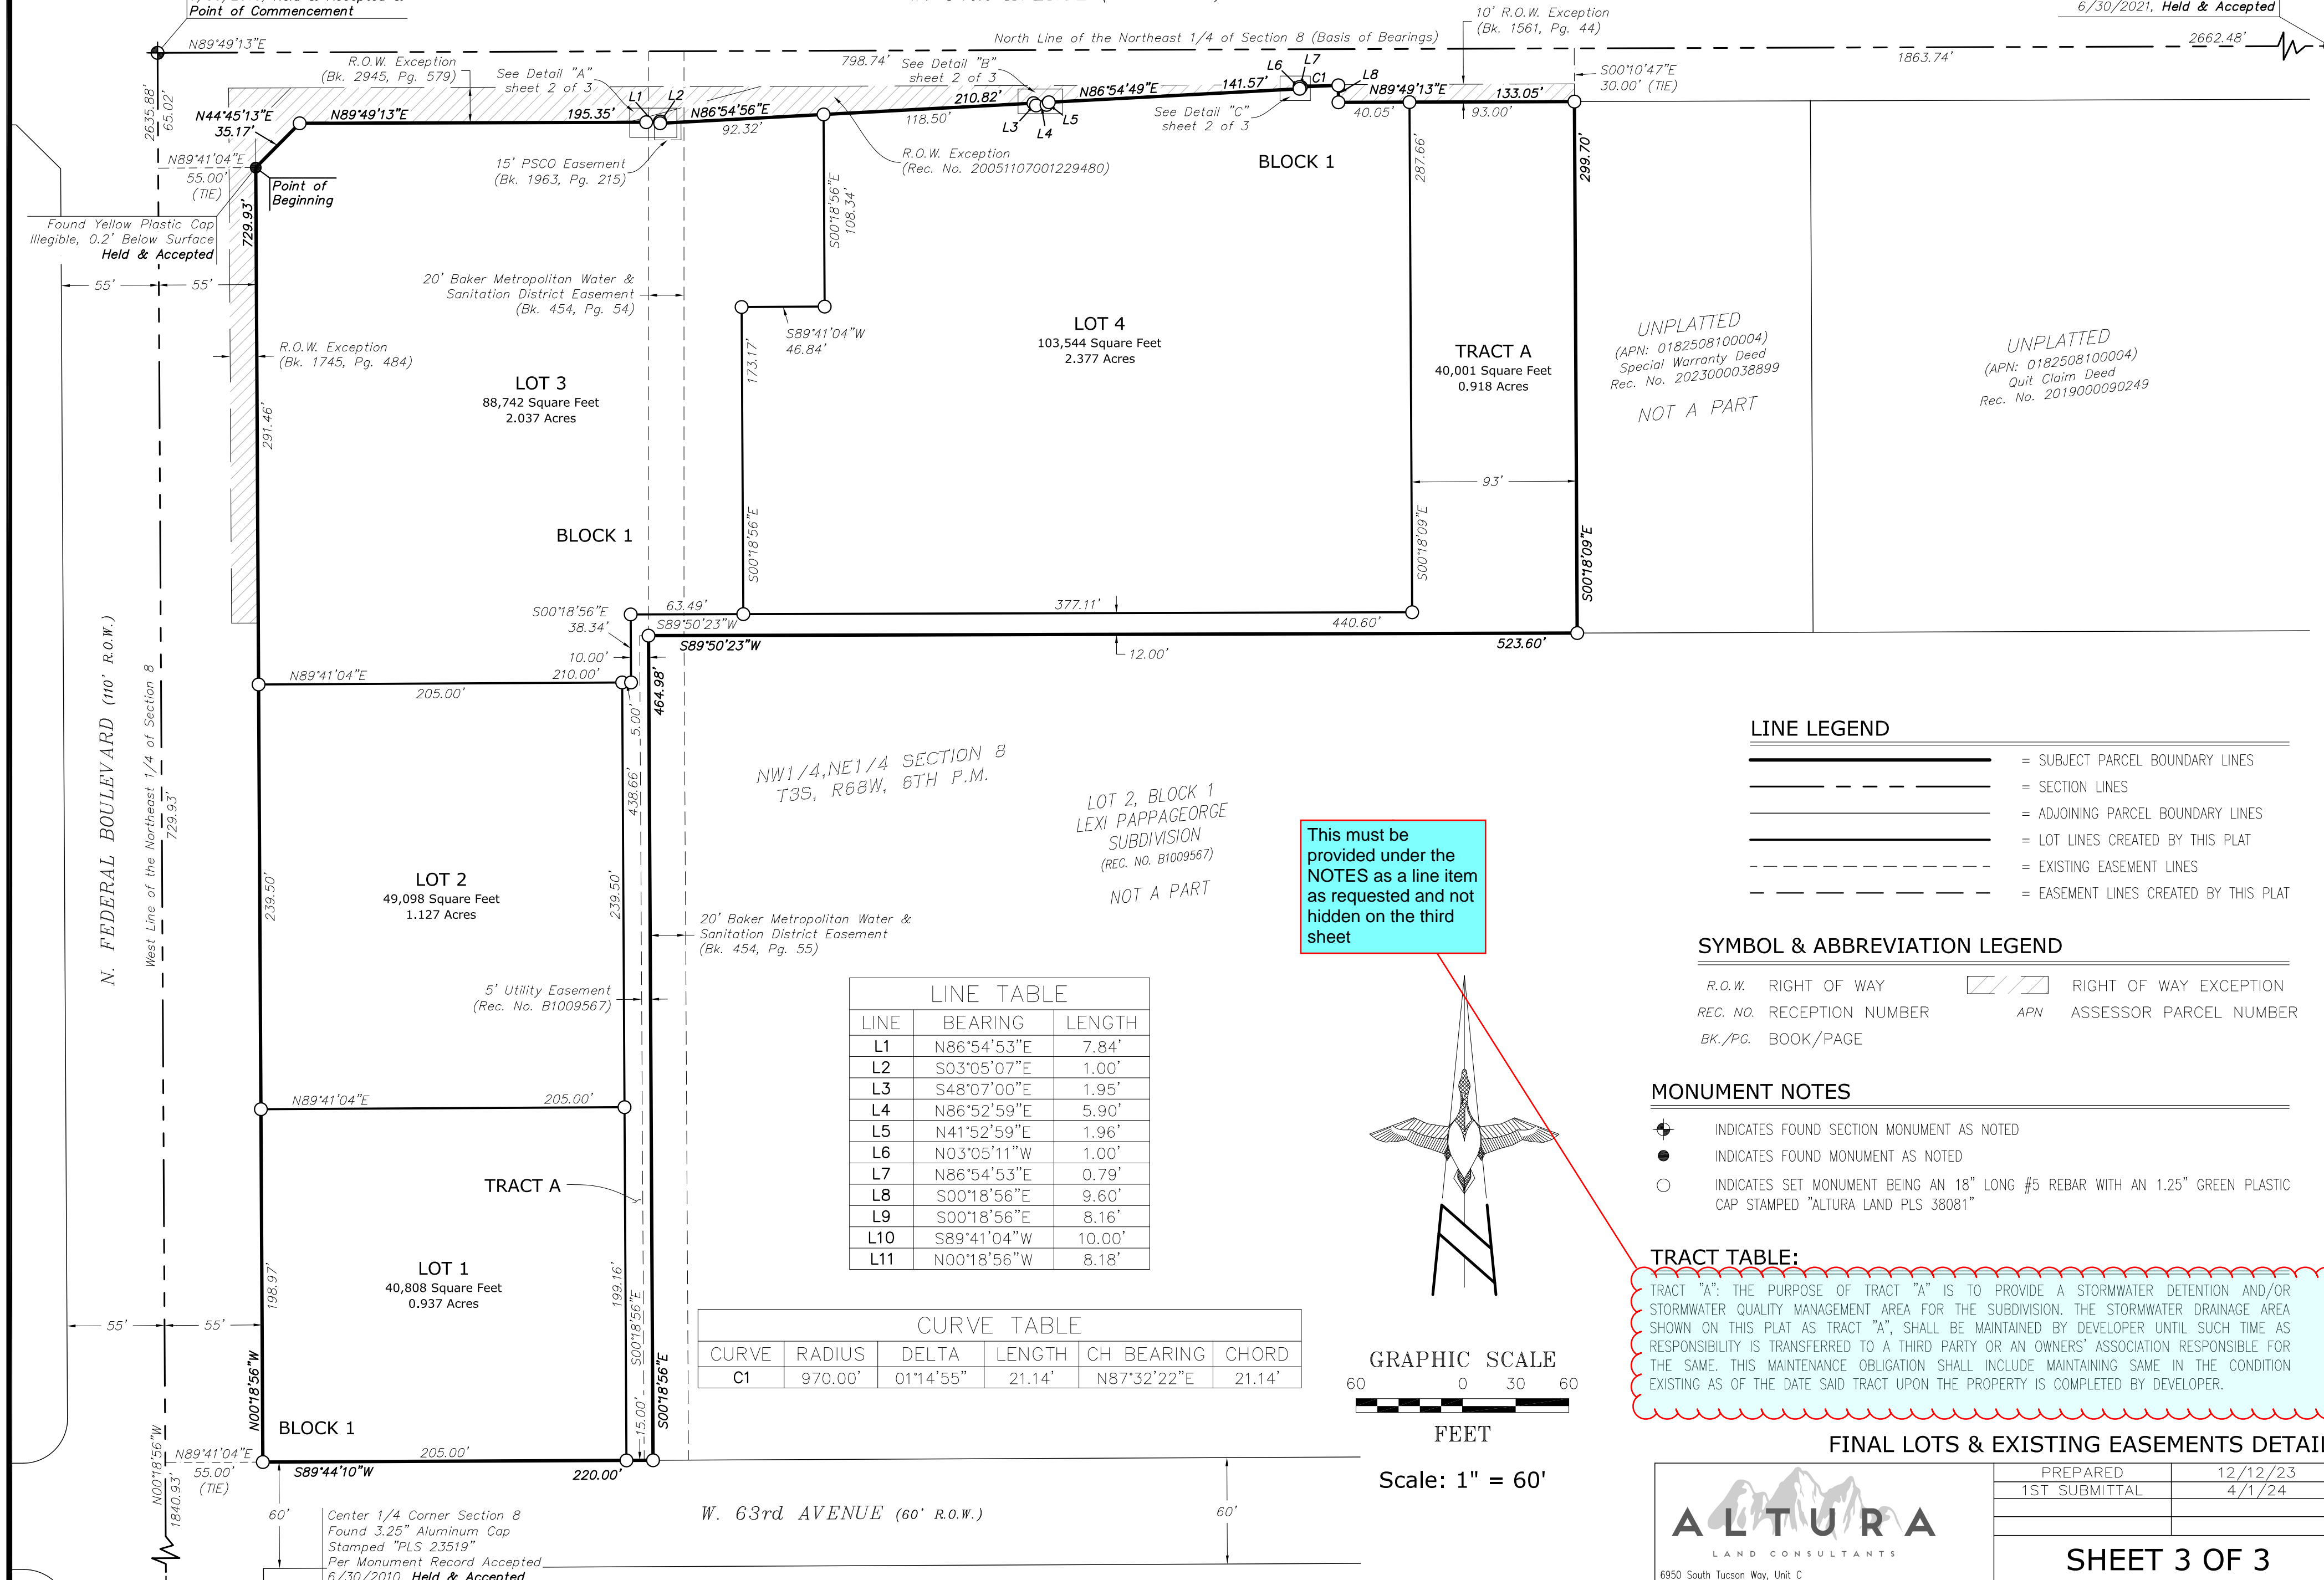 Point of Commencement
N89°49'13"E
2635.88'
65.02'
R.O.W. Exception
(Bk. 2945, Pg. 579)
See Detail "A"
sheet 2 of 3
798.74'
See Detail "B"
sheet 2 of 3
North Line of the Northeast 1/4 of Section 8 (Basis of Bearings)
10' R.O.W. Exception
(Bk. 1561, Pg. 44)
6/30/2021, Held & Accepted
2662.48'
1863.74'
S00°10'47"E
30.00' (TIE)
N44°45'13"E
35.17'
N89°49'13"E
195.35'
L1
L2
N86°54'56"E
92.32'
210.82'
118.50'
L3
L4
L5
N86°54'49"E
141.57'
L6
L7
C1
L8
See Detail "C"
sheet 2 of 3
N89°49'13"E
133.05'
40.05'
93.00'
N89°41'04"E
55.00'
(TIE)
Point of
Beginning
15' PSCO Easement
(Bk. 1963, Pg. 215)
R.O.W. Exception
(Rec. No. 20051107001229480)
BLOCK 1
287.66'
299.70'
Found Yellow Plastic Cap
Illegible, 0.2' Below Surface
Held & Accepted
729.93'
55'
55'
S00°18'56"E
108.34'
20' Baker Metropolitan Water &
Sanitation District Easement
(Bk. 454, Pg. 54)
S89°41'04"W
46.84'
R.O.W. Exception
(Bk. 1745, Pg. 484)
173.17'
LOT 4
103,544 Square Feet
2.377 Acres
TRACT A
40,001 Square Feet
0.918 Acres
UNPLATTED
(APN: 0182508100004)
Special Warranty Deed
Rec. No. 2023000038899
NOT A PART
UNPLATTED
(APN: 0182508100004)
Quit Claim Deed
Rec. No. 2019000090249
LOT 3
88,742 Square Feet
2.037 Acres
291.46'
93'
BLOCK 1
S00°18'56"E
S00°18'09"E
S00°18'09"E
S00°18'56"E
38.34'
63.49'
377.11'
S89°50'23"W
440.60'
10.00'
S89°50'23"W
523.60'
12.00'
N. FEDERAL BOULEVARD (110' R.O.W.)
West Line of the Northeast 1/4 of Section 8
729.93'
N89°41'04"E
210.00'
205.00'
5.00'
464.98'
438.66'
NW1/4,NE1/4 SECTION 8
T3S, R68W, 6TH P.M.
LOT 2, BLOCK 1
LEXI PAPPAGEORGE
SUBDIVISION
(REC. NO. B1009567)
NOT A PART
This must be
provided under the
NOTES as a line item
as requested and not
hidden on the third
sheet
LINE LEGEND
= SUBJECT PARCEL BOUNDARY LINES
= SECTION LINES
= ADJOINING PARCEL BOUNDARY LINES
= LOT LINES CREATED BY THIS PLAT
= EXISTING EASEMENT LINES
= EASEMENT LINES CREATED BY THIS PLAT
LOT 2
49,098 Square Feet
1.127 Acres
239.50'
239.50'
20' Baker Metropolitan Water &
Sanitation District Easement
(Bk. 454, Pg. 55)
5' Utility Easement
(Rec. No. B1009567)
SYMBOL & ABBREVIATION LEGEND
R.O.W. RIGHT OF WAY RIGHT OF WAY EXCEPTION
REC. NO. RECEPTION NUMBER APN ASSESSOR PARCEL NUMBER
BK./PG. BOOK/PAGE
LINE TABLE
LINE BEARING LENGTH
L1 N86°54'53"E 7.84'
L2 S03°05'07"E 1.00'
L3 S48°07'00"E 1.95'
L4 N86°52'59"E 5.90'
L5 N41°52'59"E 1.96'
L6 N03°05'11"W 1.00'
L7 N86°54'53"E 0.79'
L8 S00°18'56"E 9.60'
L9 S00°18'56"E 8.16'
L10 S89°41'04"W 10.00'
L11 N00°18'56"W 8.18'
MONUMENT NOTES
INDICATES FOUND SECTION MONUMENT AS NOTED
INDICATES FOUND MONUMENT AS NOTED
INDICATES SET MONUMENT BEING AN 18" LONG #5 REBAR WITH AN 1.25" GREEN PLASTIC
CAP STAMPED "ALTURA LAND PLS 38081"
N89°41'04"E
205.00'
TRACT A
LOT 1
40,808 Square Feet
0.937 Acres
198.97'
199.16'
S00°18'56"E
55'
55'
N00°18'56"W
S00°18'56"E
15.00'
CURVE TABLE
CURVE RADIUS DELTA LENGTH CH BEARING CHORD
C1 970.00' 01°14'55" 21.14' N87°32'22"E 21.14'
GRAPHIC SCALE
60 0 30 60
FEET
Scale: 1" = 60'
TRACT TABLE:
TRACT "A": THE PURPOSE OF TRACT "A" IS TO PROVIDE A STORMWATER DETENTION AND/OR
STORMWATER QUALITY MANAGEMENT AREA FOR THE SUBDIVISION. THE STORMWATER DRAINAGE AREA
SHOWN ON THIS PLAT AS TRACT "A", SHALL BE MAINTAINED BY DEVELOPER UNTIL SUCH TIME AS
RESPONSIBILITY IS TRANSFERRED TO A THIRD PARTY OR AN OWNERS' ASSOCIATION RESPONSIBLE FOR
THE SAME. THIS MAINTENANCE OBLIGATION SHALL INCLUDE MAINTAINING SAME IN THE CONDITION
EXISTING AS OF THE DATE SAID TRACT UPON THE PROPERTY IS COMPLETED BY DEVELOPER.
BLOCK 1
N00°18'56"W
1840.93'
N89°41'04"E
55.00'
(TIE)
205.00'
S89°44'10"W
220.00'
60'
Center 1/4 Corner Section 8
Found 3.25" Aluminum Cap
Stamped "PLS 23519"
Per Monument Record Accepted
6/30/2010, Held & Accepted
W. 63rd AVENUE (60' R.O.W.)
60'
FINAL LOTS & EXISTING EASEMENTS DETAI
ALTURA
LAND CONSULTANTS
6950 South Tucson Way, Unit C
PREPARED 12/12/23
1ST SUBMITTAL 4/1/24
SHEET 3 OF 3